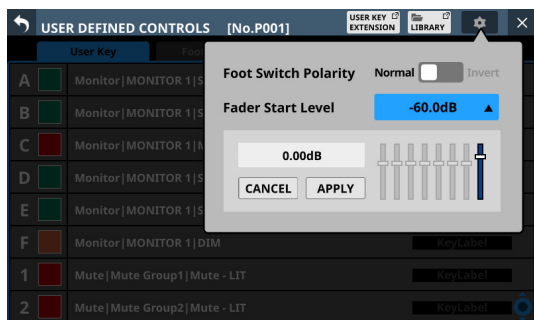 USER DEFINED CONTROLS [No.P001] USER KEY EXTENSION LIBRARY
User Key Foo
Foot Switch Polarity Normal Invert
Fader Start Level -60.0dB
0.00dB
CANCEL APPLY
A Monitor|MONITOR 1|S
B Monitor|MONITOR 1|S
C Monitor|MONITOR 1|
D Monitor|MONITOR 1|S
E Monitor|MONITOR 1|S
F Monitor|MONITOR 1|DIM KeyLabel
1 Mute|Mute Group1|Mute - LIT KeyLabel
2 Mute|Mute Group2|Mute - LIT KeyLabel